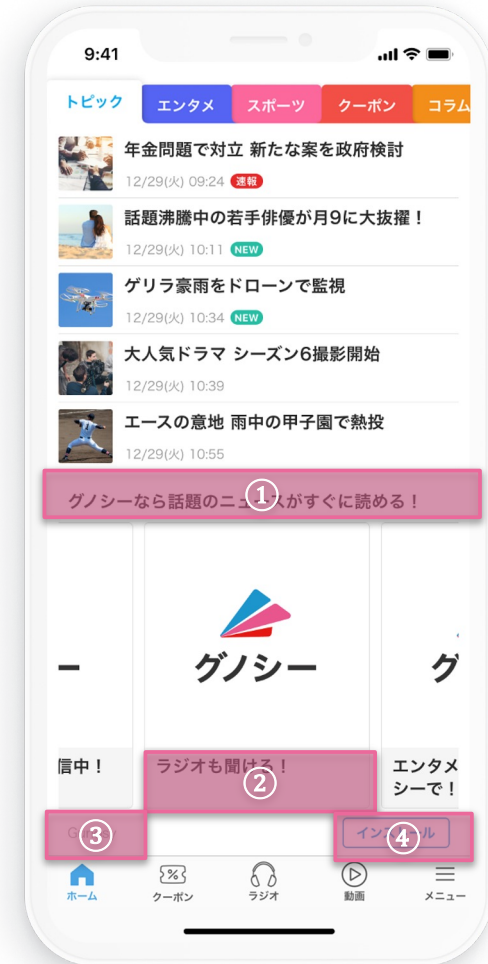 9:41
トピック エンタメ スポーツ クーポン コラム
年金問題で対立 新たな案を政府検討
12/29(火) 09:24 速報
話題沸騰中の若手俳優が月9に大抜擢！
12/29(火) 10:11 NEW
ゲリラ豪雨をドローンで監視
12/29(火) 10:34 NEW
大人気ドラマ シーズン6撮影開始
12/29(火) 10:39
エースの意地 雨中の甲子園で熱投
12/29(火) 10:55
グノシーなら話題のニュースがすぐに読める！
①
ー グノシー グ
信中！ ラジオも聞ける！ エンタメ
シーで！
②
③ インストール ④
ホーム クーポン ラジオ 動画 メニュー